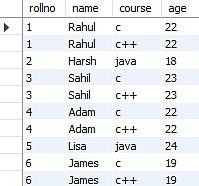 rollno name course age
1 Rahul c 22
1 Rahul c++ 22
2 Harsh java 18
3 Sahil c 23
3 Sahil c++ 23
4 Adam c 22
4 Adam c++ 22
5 Lisa java 24
6 James c 19
6 James c++ 19